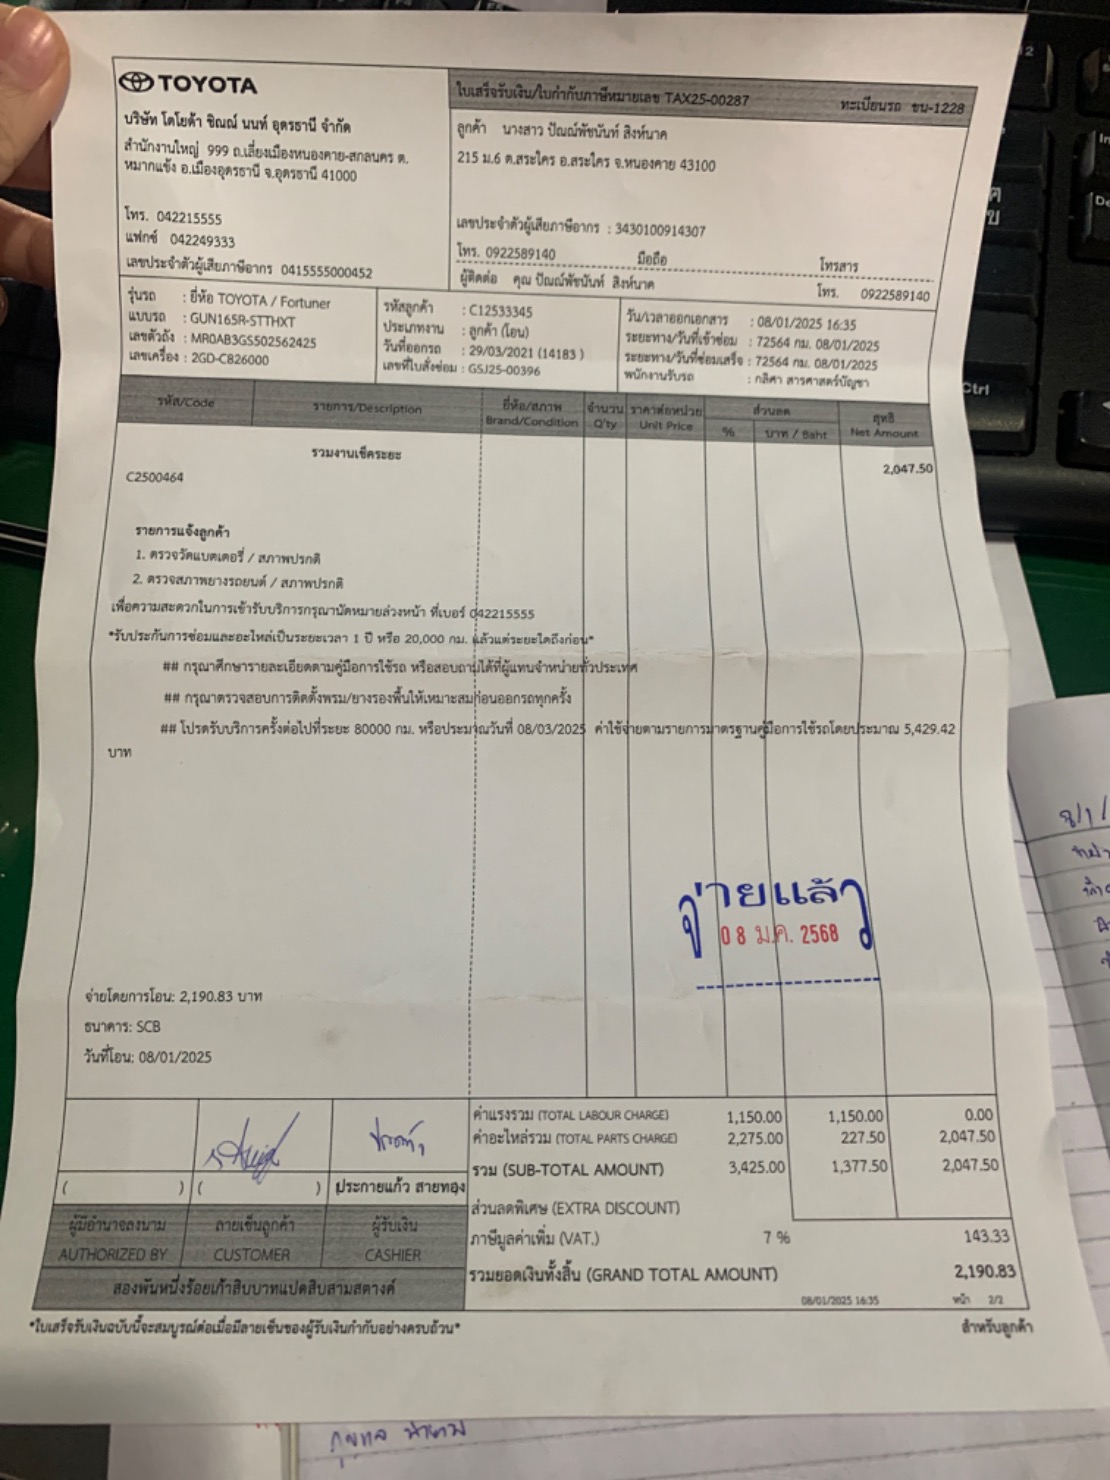 TOYOTA
บริษัท โตโยต้า ชิณณ์ นนท์ อุดรธานี จำกัด
สำนักงานใหญ่ 999 ถ.เลี่ยงเมืองหนองคาย-สกลนคร ต.
หมากแข้ง อ.เมืองอุดรธานี จ.อุดรธานี 41000
โทร. 042215555
แฟกซ์ 042249333
เลขประจำตัวผู้เสียภาษีอากร 0415555000452
ใบเสร็จรับเงิน/ใบกำกับภาษีหมายเลข TAX25-00287 ทะเบียนรถ ขน-1228
ลูกค้า นางสาว ปัณณ์พัชนันท์ สิงห์นาค
215 ม.6 ต.สระใคร อ.สระใคร จ.หนองคาย 43100
เลขประจำตัวผู้เสียภาษีอากร : 3430100914307
โทร. 0922589140 มือถือ โทรสาร
ผู้ติดต่อ คุณ ปัณณ์พัชนันท์ สิงห์นาค โทร. 0922589140
รุ่นรถ : ยี่ห้อ TOYOTA / Fortuner
แบบรถ : GUN165R-STTHXT
เลขตัวถัง : MR0AB3GS502562425
เลขเครื่อง : 2GD-C826000
รหัสลูกค้า : C12533345
ประเภทงาน : ลูกค้า (โอน)
วันที่ออกรถ : 29/03/2021 (14183 )
เลขที่ใบสั่งซ่อม : GSJ25-00396
วัน/เวลาออกเอกสาร : 08/01/2025 16:35
ระยะทาง/วันที่เข้าซ่อม : 72564 กม. 08/01/2025
ระยะทาง/วันที่ซ่อมเสร็จ : 72564 กม. 08/01/2025
พนักงานรับรถ : กลิศา สารศาสตร์บัญชา
รหัส/Code รายการ/Description ยี่ห้อ/สภาพ Brand/Condition จำนวน Q'ty ราคาต่อหน่วย Unit Price ส่วนลด % บาท / Baht สุทธิ Net Amount
รวมงานเช็คระยะ 2,047.50
C2500464
รายการแจ้งลูกค้า
1. ตรวจวัดแบตเตอรี่ / สภาพปรกติ
2. ตรวจสภาพยางรถยนต์ / สภาพปรกติ
เพื่อความสะดวกในการเข้ารับบริการกรุณานัดหมายล่วงหน้า ที่เบอร์ 042215555
*รับประกันการซ่อมและอะไหล่เป็นระยะเวลา 1 ปี หรือ 20,000 กม. แล้วแต่ระยะใดถึงก่อน*
## กรุณาศึกษารายละเอียดตามคู่มือการใช้รถ หรือสอบถามได้ที่ผู้แทนจำหน่ายทั่วประเทศ
## กรุณาตรวจสอบการติดตั้งพรม/ยางรองพื้นให้เหมาะสมก่อนออกรถทุกครั้ง
## โปรดรับบริการครั้งต่อไปที่ระยะ 80000 กม. หรือประมาณวันที่ 08/03/2025 ค่าใช้จ่ายตามรายการมาตรฐานคู่มือการใช้รถโดยประมาณ 5,429.42
บาท
จ่ายแล้ว
08 ม.ค. 2568
จ่ายโดยการโอน: 2,190.83 บาท
ธนาคาร: SCB
วันที่โอน: 08/01/2025
ค่าแรงรวม (TOTAL LABOUR CHARGE) 1,150.00 1,150.00 0.00
ค่าอะไหล่รวม (TOTAL PARTS CHARGE) 2,275.00 227.50 2,047.50
รวม (SUB-TOTAL AMOUNT) 3,425.00 1,377.50 2,047.50
ส่วนลดพิเศษ (EXTRA DISCOUNT)
ภาษีมูลค่าเพิ่ม (VAT.) 7 % 143.33
รวมยอดเงินทั้งสิ้น (GRAND TOTAL AMOUNT) 2,190.83
08/01/2025 16:35 หน้า 2/2
( ) ( ) ประกายแก้ว สายทอง
ผู้มีอำนาจลงนาม ลายเซ็นลูกค้า ผู้รับเงิน
AUTHORIZED BY CUSTOMER CASHIER
สองพันหนึ่งร้อยเก้าสิบบาทแปดสิบสามสตางค์
*ใบเสร็จรับเงินฉบับนี้จะสมบูรณ์ต่อเมื่อมีลายเซ็นของผู้รับเงินกำกับอย่างครบถ้วน* สำหรับลูกค้า
Ctrl